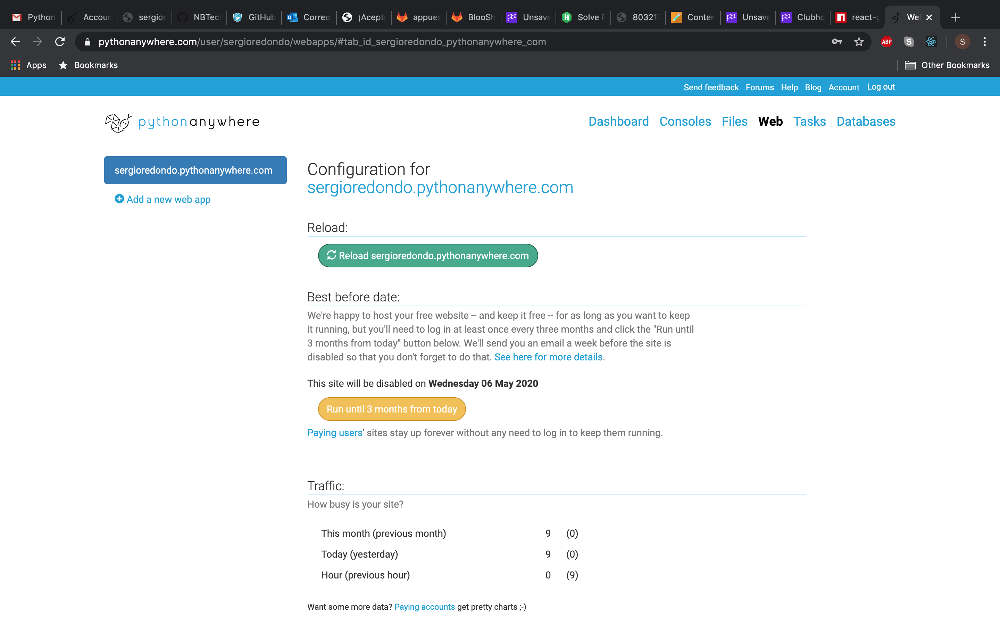 Python
Accoun
sergior
NBTec
GitHub
Correo
¡Acept
appues
BlooSh
Unsave
Solve P
80321
Conten
Unsave
Clubho
react-g
We
pythonanywhere.com/user/sergioredondo/webapps/#tab_id_sergioredondo_pythonanywhere_com
ABP
S
S
Apps
Bookmarks
Other Bookmarks
Send feedback Forums Help Blog Account Log out
pythonanywhere
Dashboard Consoles Files Web Tasks Databases
sergioredondo.pythonanywhere.com
Add a new web app
Configuration for
sergioredondo.pythonanywhere.com
Reload:
Reload sergioredondo.pythonanywhere.com
Best before date:
We're happy to host your free website -- and keep it free -- for as long as you want to keep
it running, but you'll need to log in at least once every three months and click the "Run until
3 months from today" button below. We'll send you an email a week before the site is
disabled so that you don't forget to do that. See here for more details.
This site will be disabled on Wednesday 06 May 2020
Run until 3 months from today
Paying users' sites stay up forever without any need to log in to keep them running.
Traffic:
How busy is your site?
This month (previous month) 9 (0)
Today (yesterday) 9 (0)
Hour (previous hour) 0 (9)
Want some more data? Paying accounts get pretty charts ;-)